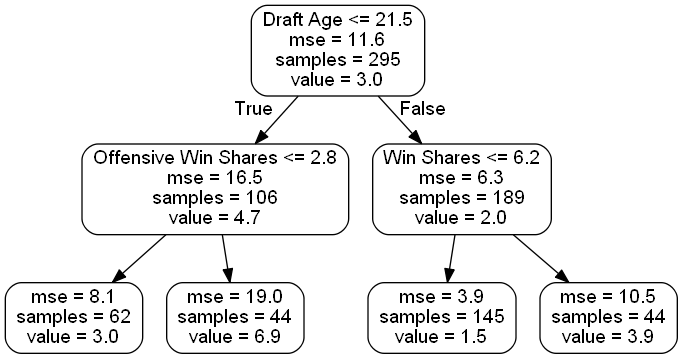 Draft Age <= 21.5
mse = 11.6
samples = 295
value = 3.0
True
False
Offensive Win Shares <= 2.8
mse = 16.5
samples = 106
value = 4.7
Win Shares <= 6.2
mse = 6.3
samples = 189
value = 2.0
mse = 8.1
samples = 62
value = 3.0
mse = 19.0
samples = 44
value = 6.9
mse = 3.9
samples = 145
value = 1.5
mse = 10.5
samples = 44
value = 3.9